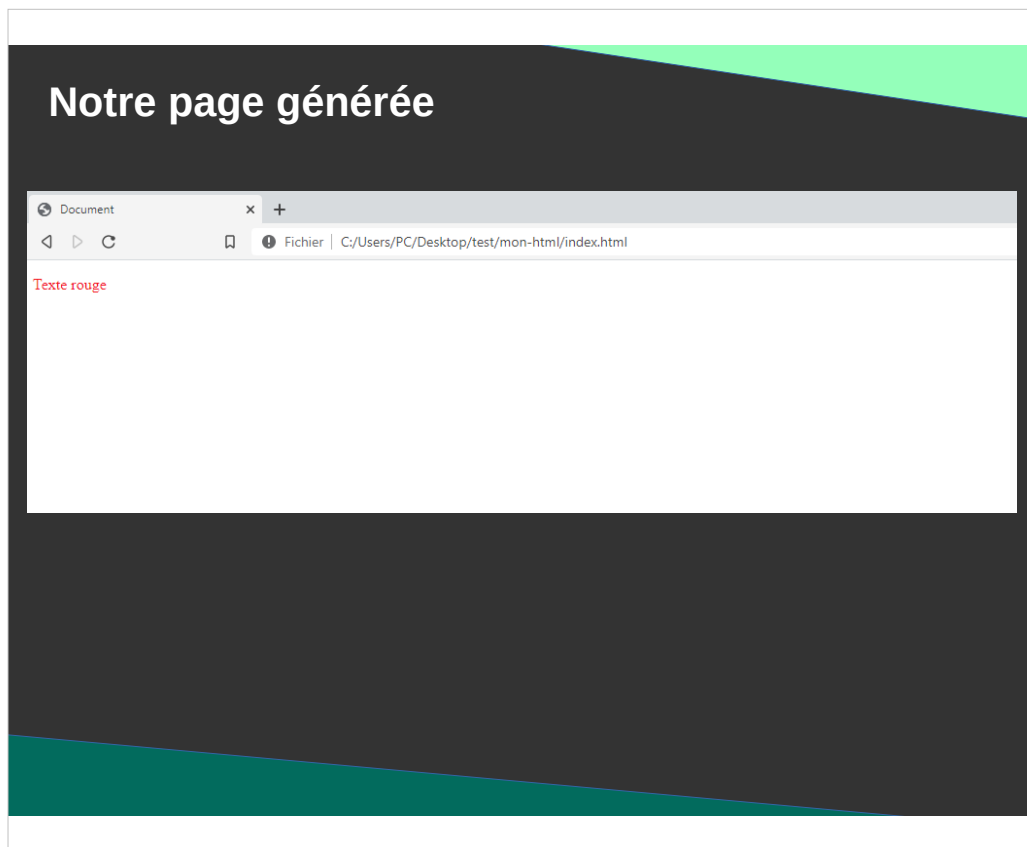 Notre page générée
Document
Fichier C:/Users/PC/Desktop/test/mon-html/index.html
Texte rouge